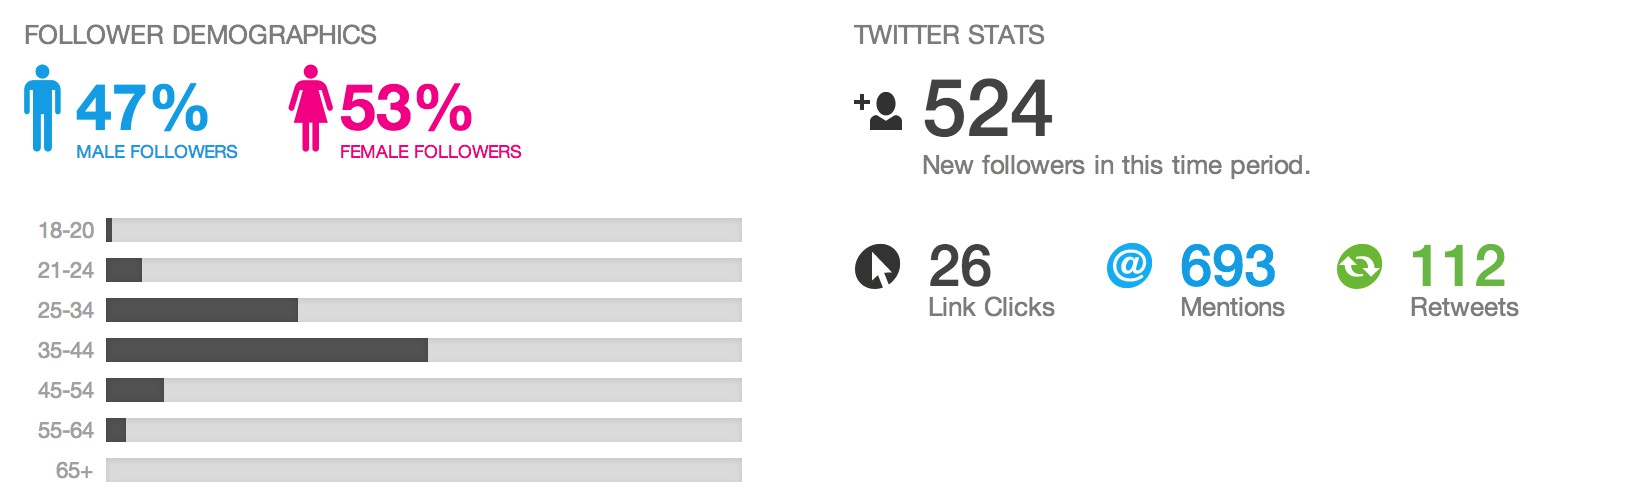 FOLLOWER DEMOGRAPHICS
47%
MALE FOLLOWERS
53%
FEMALE FOLLOWERS
18-20
21-24
25-34
35-44
45-54
55-64
65+
TWITTER STATS
+
524
New followers in this time period.
26
Link Clicks
@
693
Mentions
112
Retweets